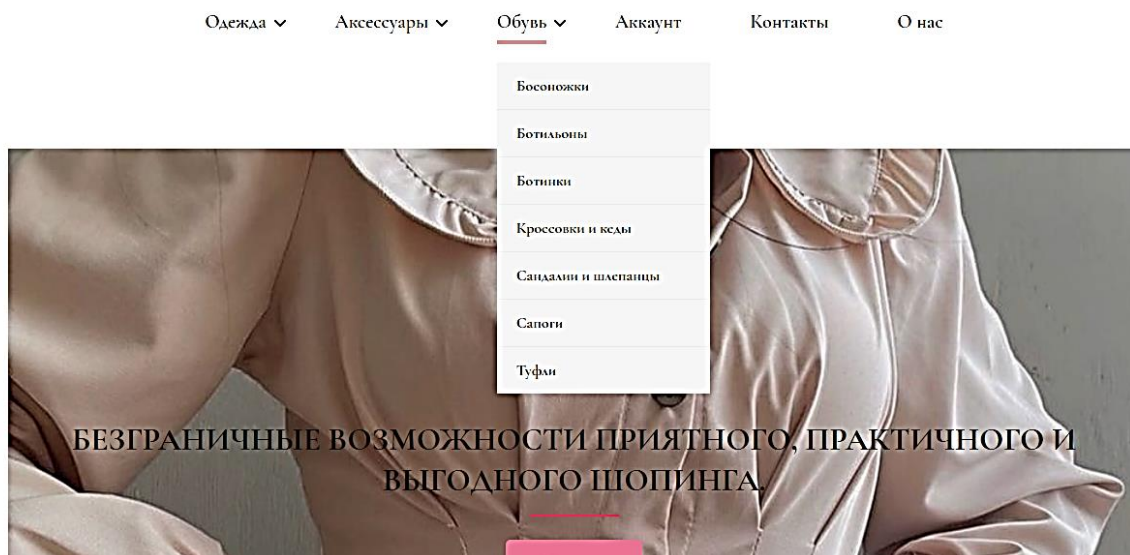 Одежда
Аксессуары
Обувь
Аккаунт
Контакты
О нас
Босоножки
Ботильоны
Ботинки
Кроссовки и кеды
Сандалии и шлепанцы
Сапоги
Туфли
БЕЗГРАНИЧНЫЕ ВОЗМОЖНОСТИ ПРИЯТНОГО, ПРАКТИЧНОГО И
ВЫГОДНОГО ШОПИНГА.